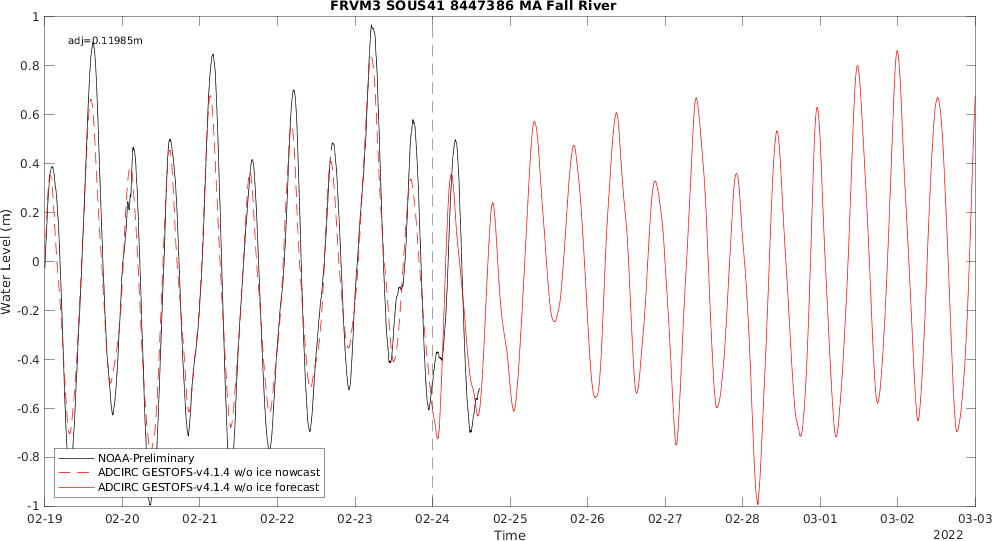 FRVM3 SOUS41 8447386 MA Fall River
adj=0.11985m
Water Level (m)
1
0.8
0.6
0.4
0.2
0
-0.2
-0.4
-0.6
-0.8
-1
NOAA-Preliminary
ADCIRC GESTOFS-v4.1.4 w/o ice nowcast
ADCIRC GESTOFS-v4.1.4 w/o ice forecast
02-19 02-20 02-21 02-22 02-23 02-24 02-25 02-26 02-27 02-28 03-01 03-02 03-03
Time
2022